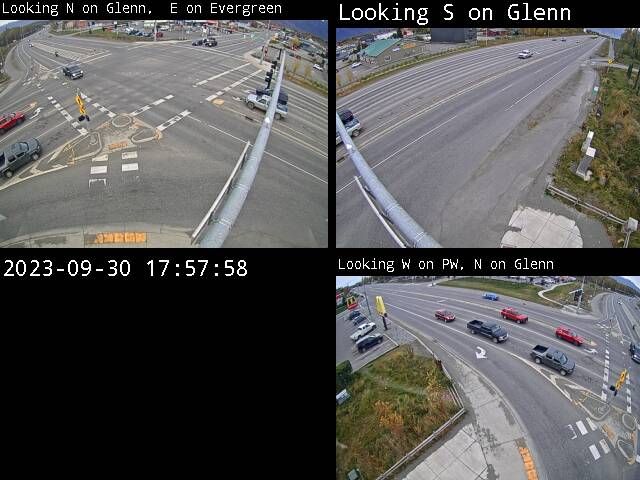 Looking N on Glenn,  E on Evergreen
Looking S on Glenn
2023-09-30 17:57:58
Looking W on PW, N on Glenn